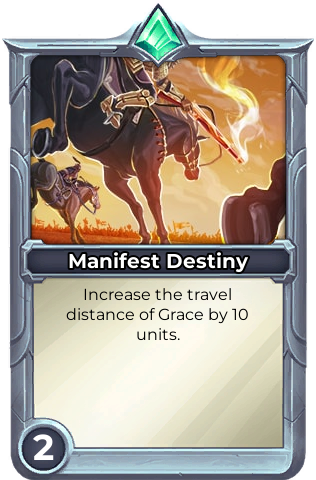 Manifest Destiny
Increase the travel
distance of Grace by 10
units.
2